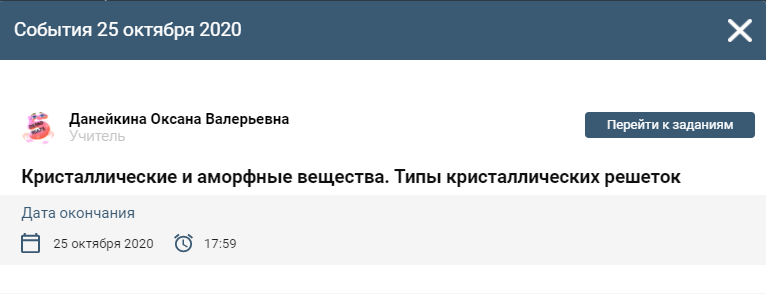 События 25 октября 2020
Данейкина Оксана Валерьевна
Учитель
Перейти к заданиям
Кристаллические и аморфные вещества. Типы кристаллических решеток
Дата окончания
25 октября 2020 17:59